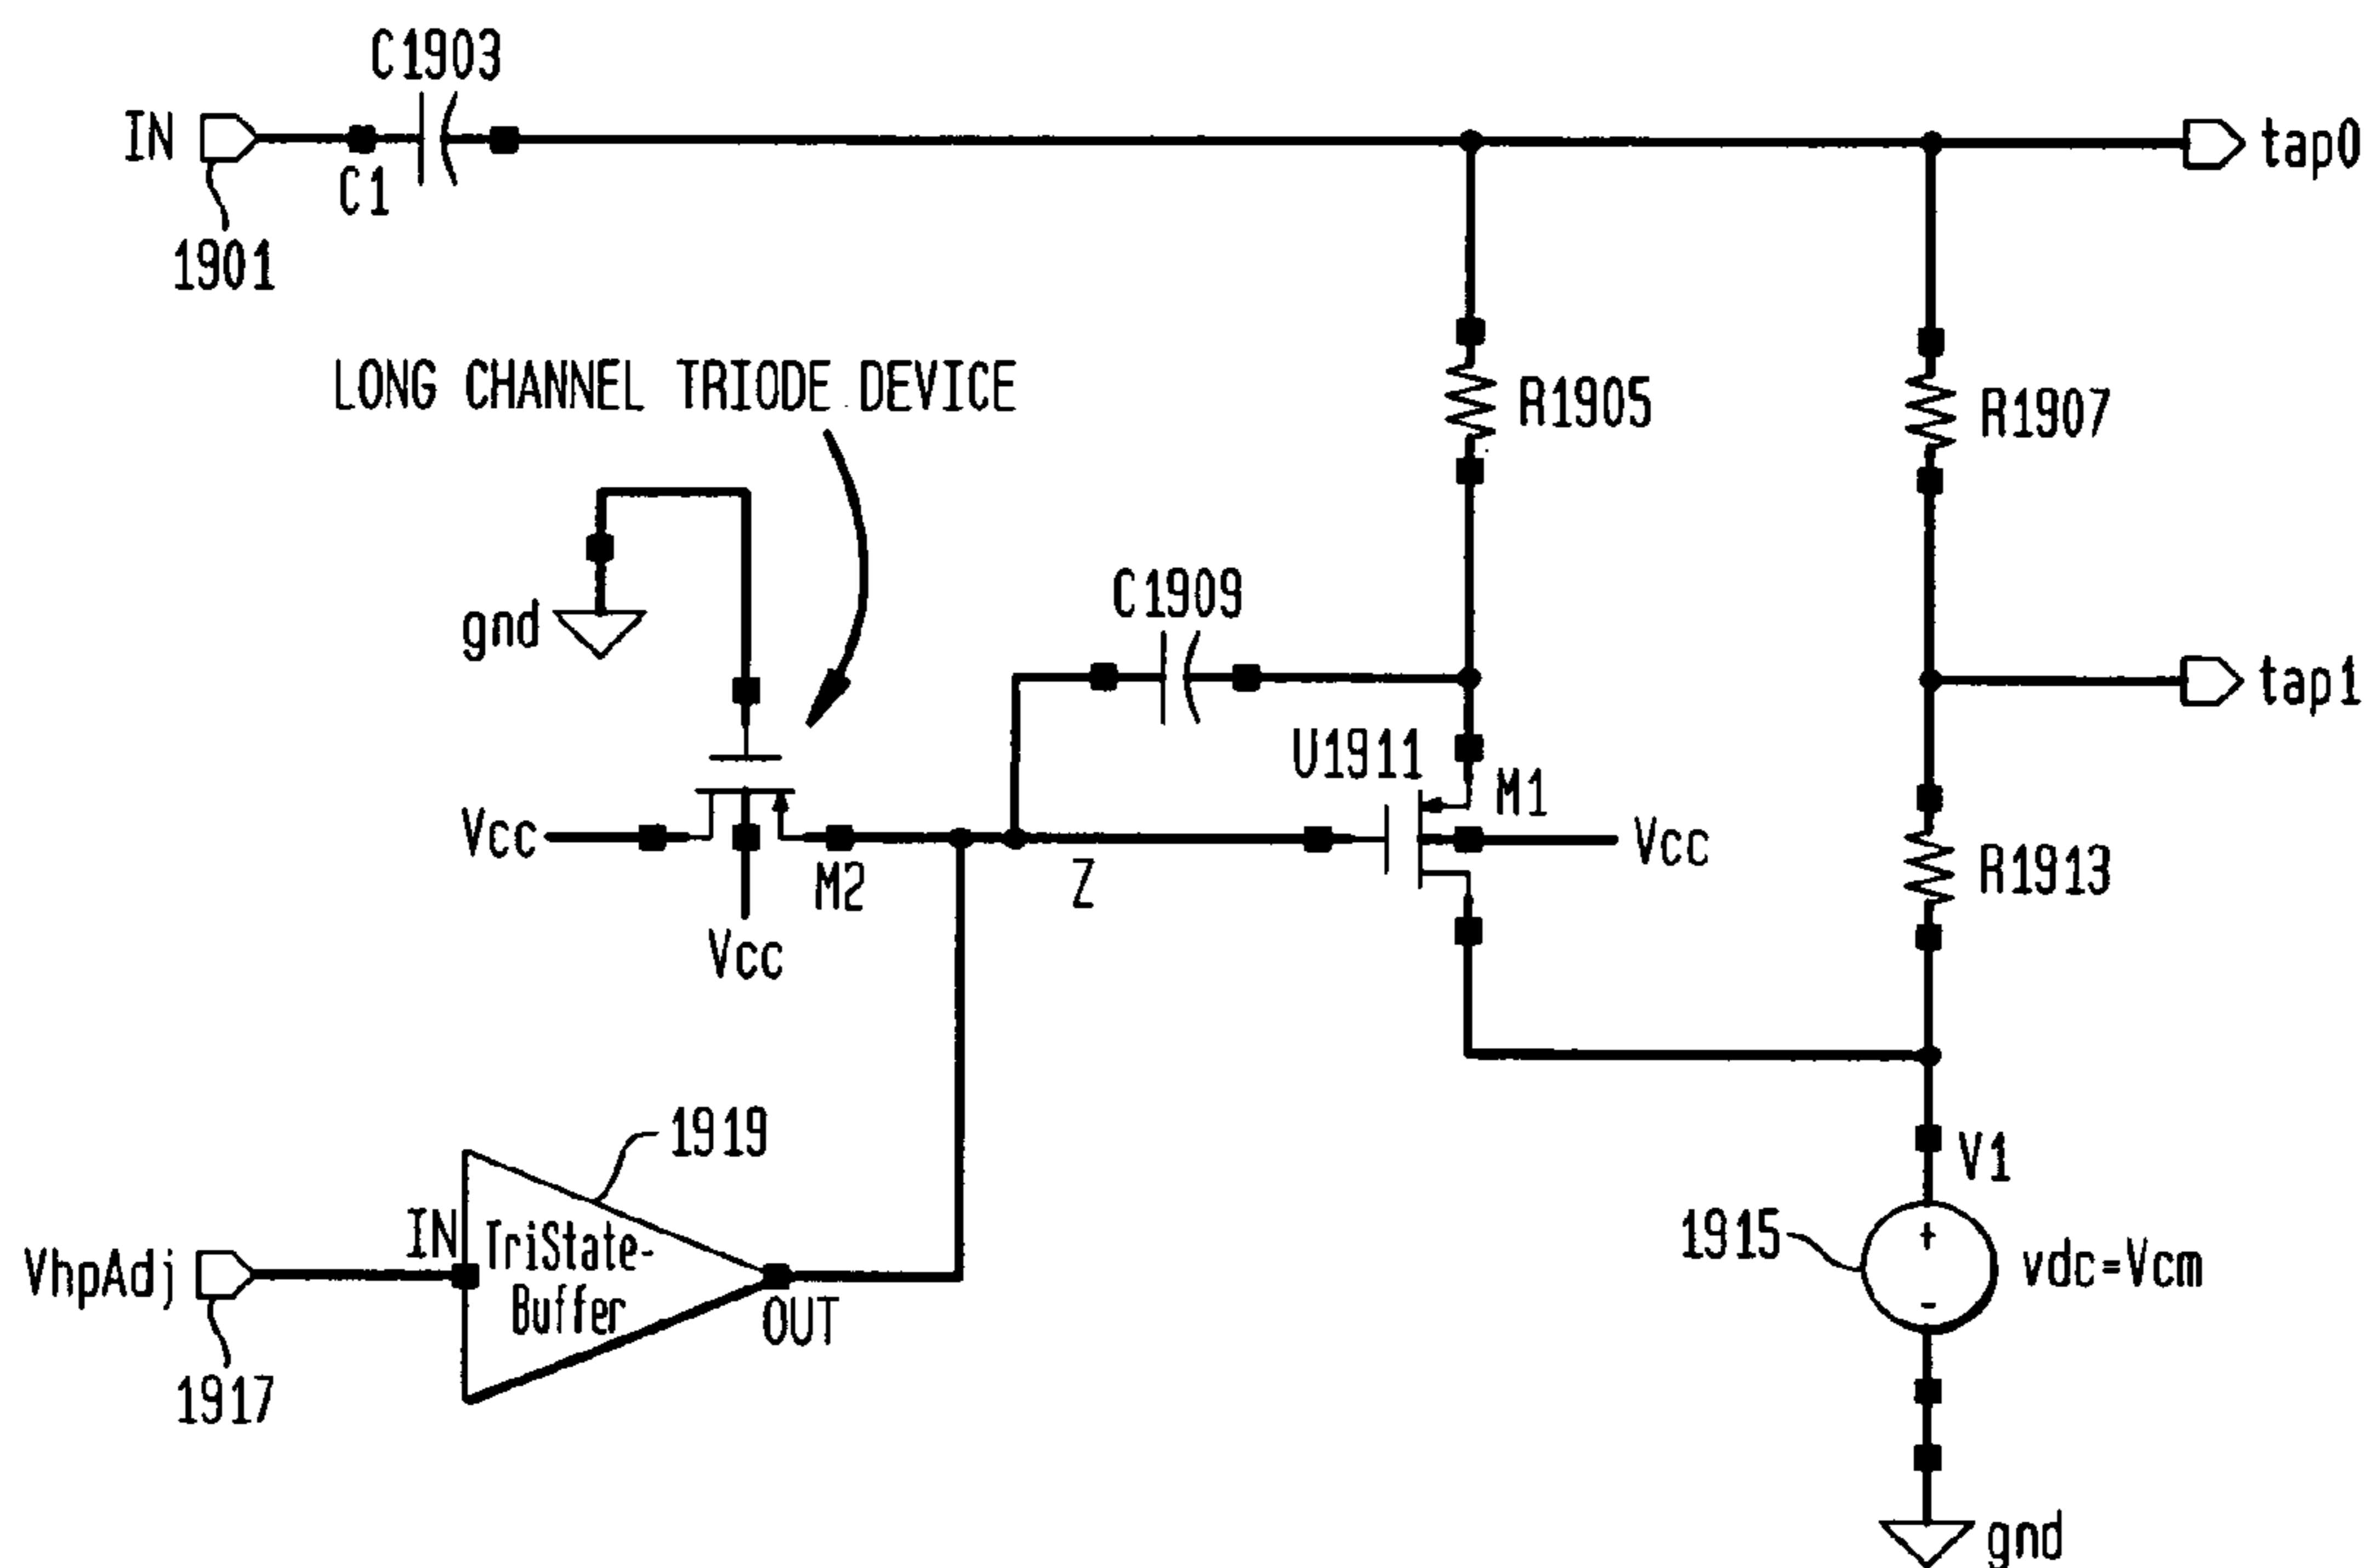 C1903
IN
C1
1901
tap0
LONG CHANNEL TRIODE DEVICE
R1905
R1907
gnd
C1909
tap1
U1911
M1
Vcc
M2
Z
Vcc
R1913
Vcc
1919
V1
IN
TriState-
Buffer
OUT
VhpAdj
1917
1915
+
-
vdc=Vcm
gnd